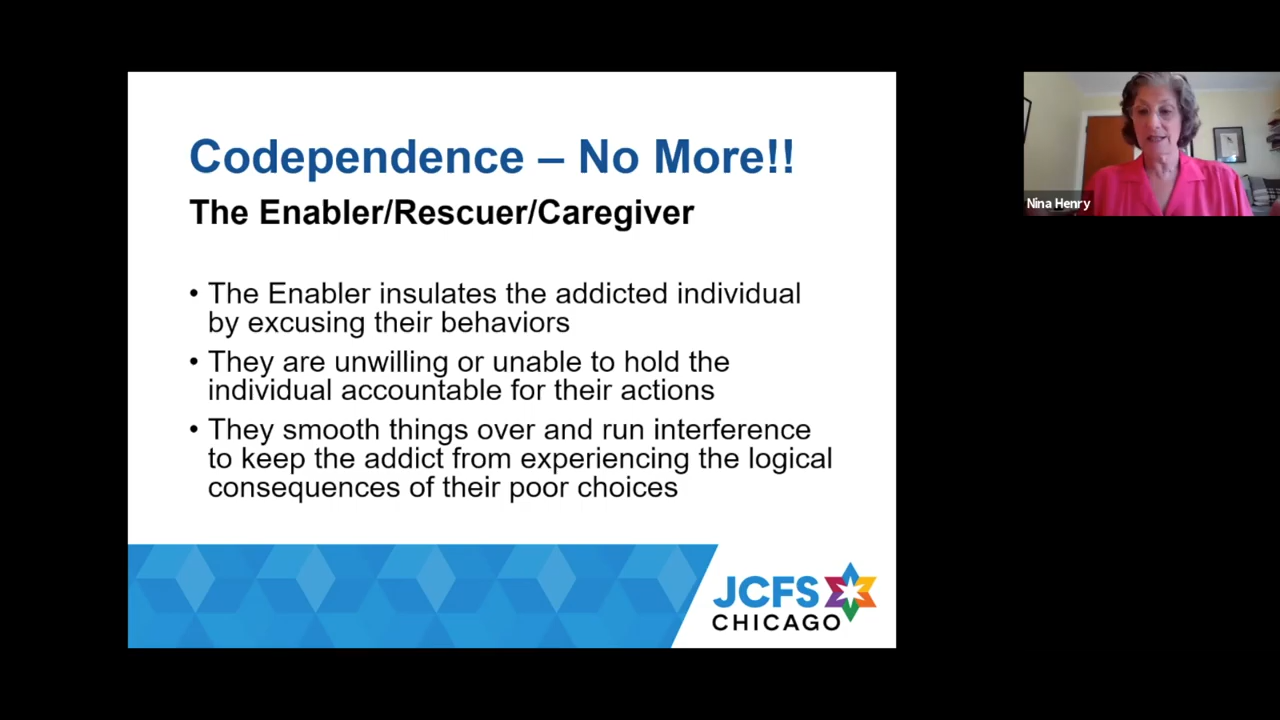 Codependence – No More!!
The Enabler/Rescuer/Caregiver
• The Enabler insulates the addicted individual
by excusing their behaviors
• They are unwilling or unable to hold the
individual accountable for their actions
• They smooth things over and run interference
to keep the addict from experiencing the logical
consequences of their poor choices
JCFS
CHICAGO
Nina Henry